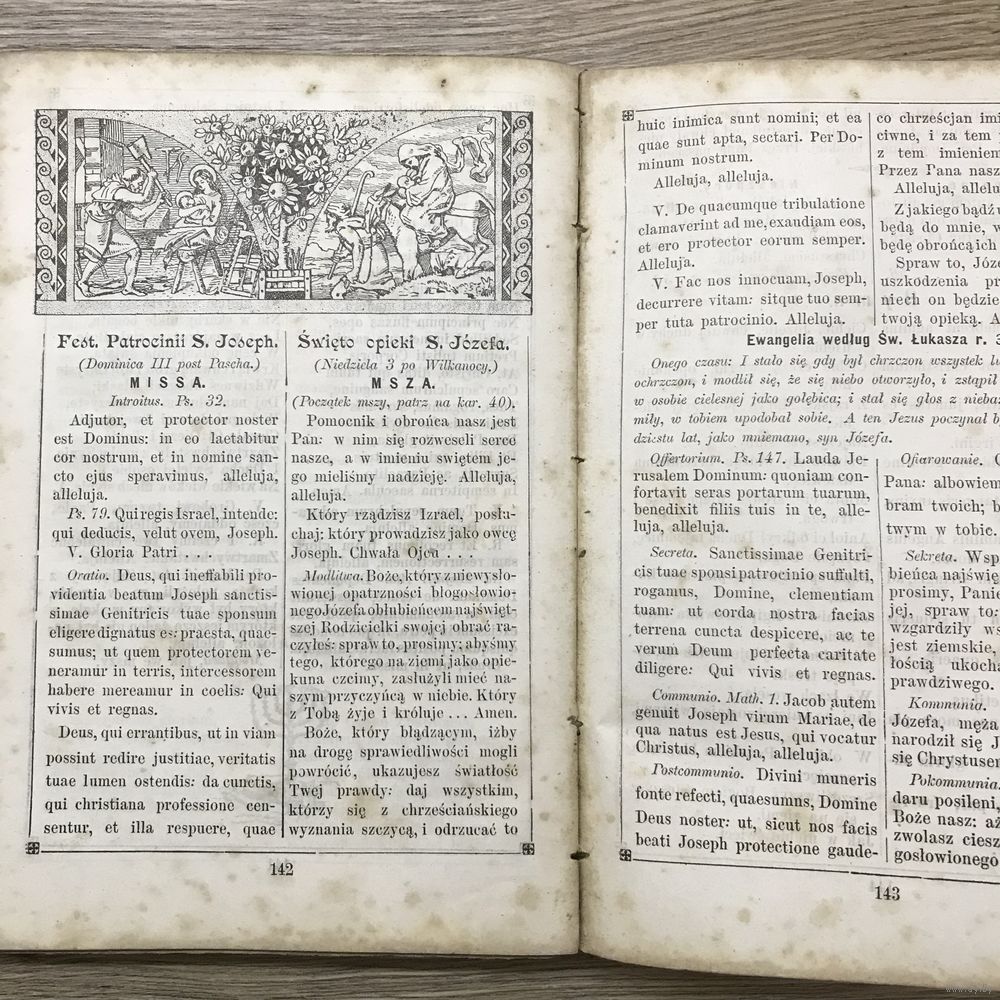 Fest. Patrocinii S. Joseph.
(Dominica III post Pascha.)
MISSA.
Introitus. Ps. 32.
Adjutor, et protector noster
est Dominus: in eo laetabitur
cor nostrum, et in nomine san-
cto ejus speravimus, alleluja,
alleluja.
Ps. 79. Qui regis Israel, intende:
qui deducis, velut ovem, Joseph.
V. Gloria Patri . . .
Oratio. Deus, qui ineffabili pro-
videntia beatum Joseph sanctis-
simae Genitricis tuae sponsum
eligere dignatus es: praesta, quae-
sumus; ut quem protectorem ve-
neramur in terris, intercessorem
habere mereamur in coelis: Qui
vivis et regnas.
Deus, qui errantibus, ut in viam
possint redire justitiae, veritatis
tuae lumen ostendis: da cunctis,
qui christiana professione cen-
sentur, et illa respuere, quae
Święto opieki S. Józefa.
(Niedziela 3 po Wilkanocy,)
MSZA.
(Początek mszy, patrz na kar. 40).
Pomocnik i obrońca nasz jest
Pan: w nim się rozweseli serce
nasze, a w imieniu swiętem je-
go mieliśmy nadzieję. Alleluja,
alleluja.
Który rządzisz Izrael, posłu-
chaj: który prowadzisz jako owcę
Joseph. Chwała Ojcu . . .
Modlitwa. Boże, który z niewysło-
wionej opatrzności błogosłowio-
nego Józefa oblubieńcem najświęt-
szej Rodzicielki swojej obrać ra-
czyłeś: spraw to, prosimy; abyśmy
tego, którego na ziemi jako opie-
kuna czcimy, zasłużyli mieć na-
szym przyczyńcą w niebie. Który
z Tobą żyje i króluje ... Amen.
Boże, który błądzącym, iżby
na drogę sprawiedliwości mogli
powrócić, ukazujesz światłość
Twej prawdy: daj wszystkim,
którzy się z chrześciańskiego
wyznania szczycą, i odrzucać to
142
huic inimica sunt nomini; et ea
quae sunt apta, sectari. Per Do-
minum nostrum.
Alleluja, alleluja.
V. De quacumque tribulatione
clamaverint ad me, exaudiam eos,
et ero protector eorum semper.
Alleluja.
V. Fac nos innocuam, Joseph,
decurrere vitam: sitque tuo sem-
per tuta patrocinio. Alleluja.
co chrześcjan imi
ciwne, i za tem
z tem imieniem
Przez Pana nasz
Alleluja, allelu
Z jakiego bądź
będą do mnie, w
będę obrońcą ich
Spraw to, Józe
uszkodzenia pr
niech on będzie
twoją opieką. A
Ewangelia według Św. Łukasza r. 3
Onego czasu: I stało się gdy był chrzczon wszystek lu
ochrzczon, i modlił się, że się niebo otworzyło, i zstąpił
w osobie cielesnej jako gołębica; i stał się głos z nieba:
miły, w tobiem upodobał sobie. A ten Jezus poczynał b
dziestu lat, jako mniemano, syn Józefa.
Offertorium. Ps. 147. Lauda Je-
rusalem Dominum: quoniam con-
fortavit seras portarum tuarum,
benedixit filiis tuis in te, alle-
luja, alleluja.
Secreta. Sanctissimae Genitri-
cis tuae sponsi patrocinio suffulti,
rogamus, Domine, clementiam
tuam: ut corda nostra facias
terrena cuncta despicere, ac te
verum Deum perfecta caritate
diligere: Qui vivis et regnas.
Communio. Math. 1. Jacob autem
genuit Joseph virum Mariae, de
qua natus est Jesus, qui vocatur
Christus, alleluja, alleluja.
Postcommunio. Divini muneris
fonte refecti, quaesumns, Domine
Deus noster: ut, sicut nos facis
beati Joseph protectione gaude-
Ofiarowanie.
Pana: albowiem
bram twoich; b
twym w tobie.
Sekreta. Wsp
bieńca najświę
prosimy, Panie
jej, spraw to:
wzgardziły ws
jest ziemskie,
łością ukocha
prawdziwego.
Kommunia.
Józefa, męża
narodził się J
się Chrystusem
Pokommunia.
daru posileni,
Boże nasz: aż
zwolasz ciesz
gosłowionego
143